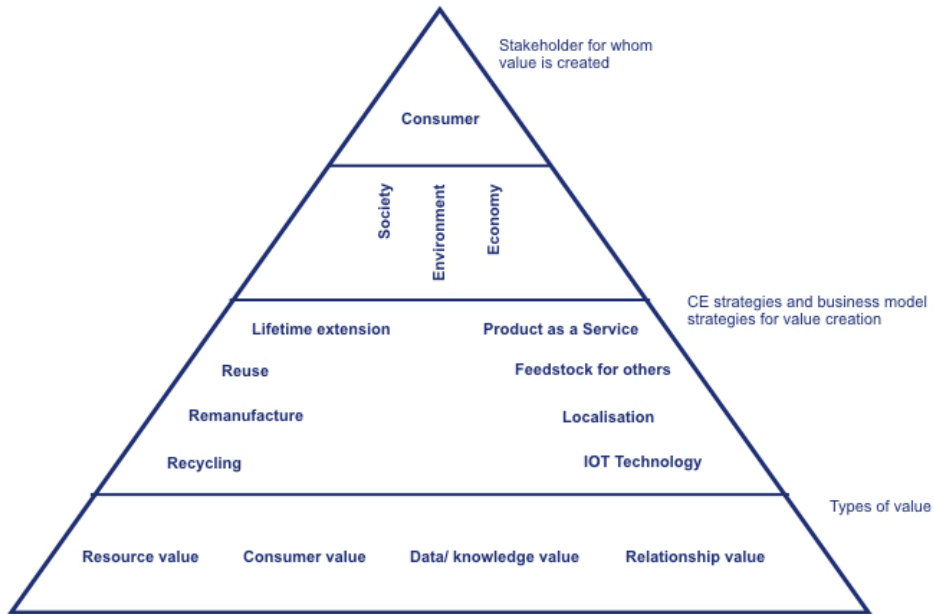 Stakeholder for whom
value is created
Consumer
Society
Environment
Economy
CE strategies and business model
strategies for value creation
Lifetime extension
Product as a Service
Reuse
Feedstock for others
Remanufacture
Localisation
Recycling
IOT Technology
Types of value
Resource value
Consumer value
Data/ knowledge value
Relationship value